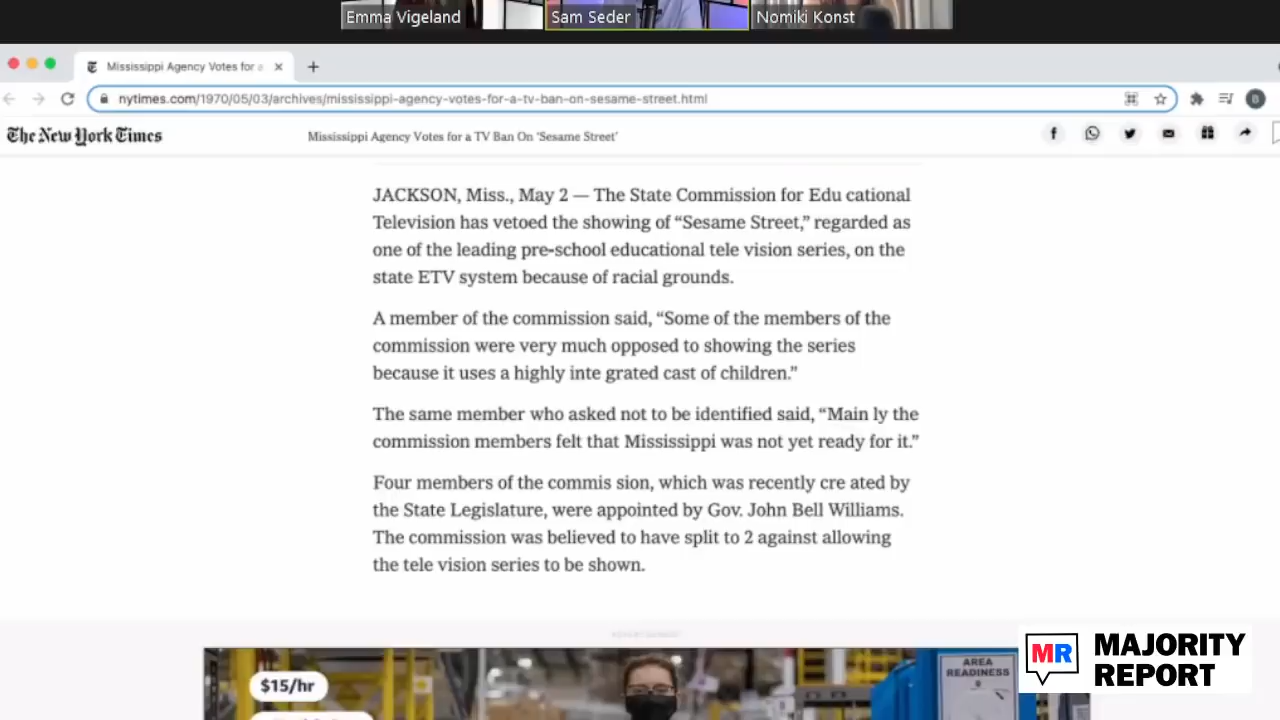 Emma Vigeland
Sam Seder
Nomiki Konst
Mississippi Agency Votes for a
nytimes.com/1970/05/03/archives/mississippi-agency-votes-for-a-tv-ban-on-sesame-street.html
B
The New York Times
Mississippi Agency Votes for a TV Ban On 'Sesame Street'
JACKSON, Miss., May 2 — The State Commission for Edu cational
Television has vetoed the showing of “Sesame Street,” regarded as
one of the leading pre-school educational tele vision series, on the
state ETV system because of racial grounds.
A member of the commission said, “Some of the members of the
commission were very much opposed to showing the series
because it uses a highly inte grated cast of children.”
The same member who asked not to be identified said, “Main ly the
commission members felt that Mississippi was not yet ready for it.”
Four members of the commis sion, which was recently cre ated by
the State Legislature, were appointed by Gov. John Bell Williams.
The commission was believed to have split to 2 against allowing
the tele vision series to be shown.
ADVERTISEMENT
$15/hr
AREA
READINESS
MR
MAJORITY
REPORT